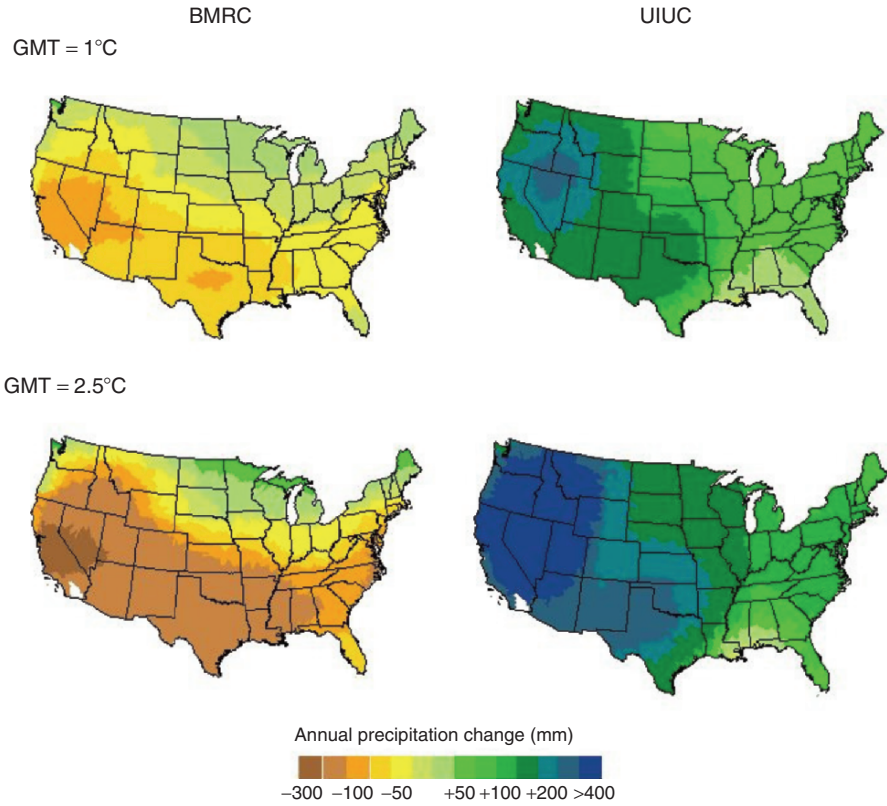 BMRC UIUC
GMT = 1°C
GMT = 2.5°C
Annual precipitation change (mm)
−300 −100 −50 +50 +100 +200 >400